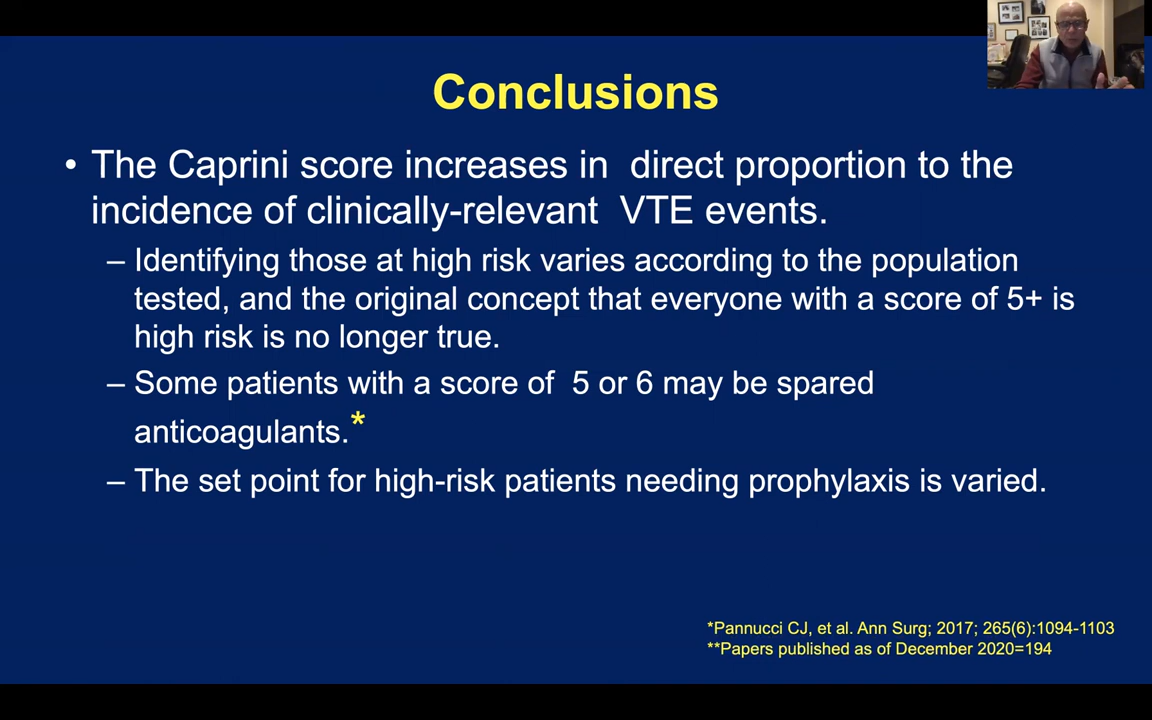 Conclusions
• The Caprini score increases in direct proportion to the
incidence of clinically-relevant VTE events.
– Identifying those at high risk varies according to the population
tested, and the original concept that everyone with a score of 5+ is
high risk is no longer true.
– Some patients with a score of 5 or 6 may be spared
anticoagulants.*
– The set point for high-risk patients needing prophylaxis is varied.
*Pannucci CJ, et al. Ann Surg; 2017; 265(6):1094-1103
**Papers published as of December 2020=194